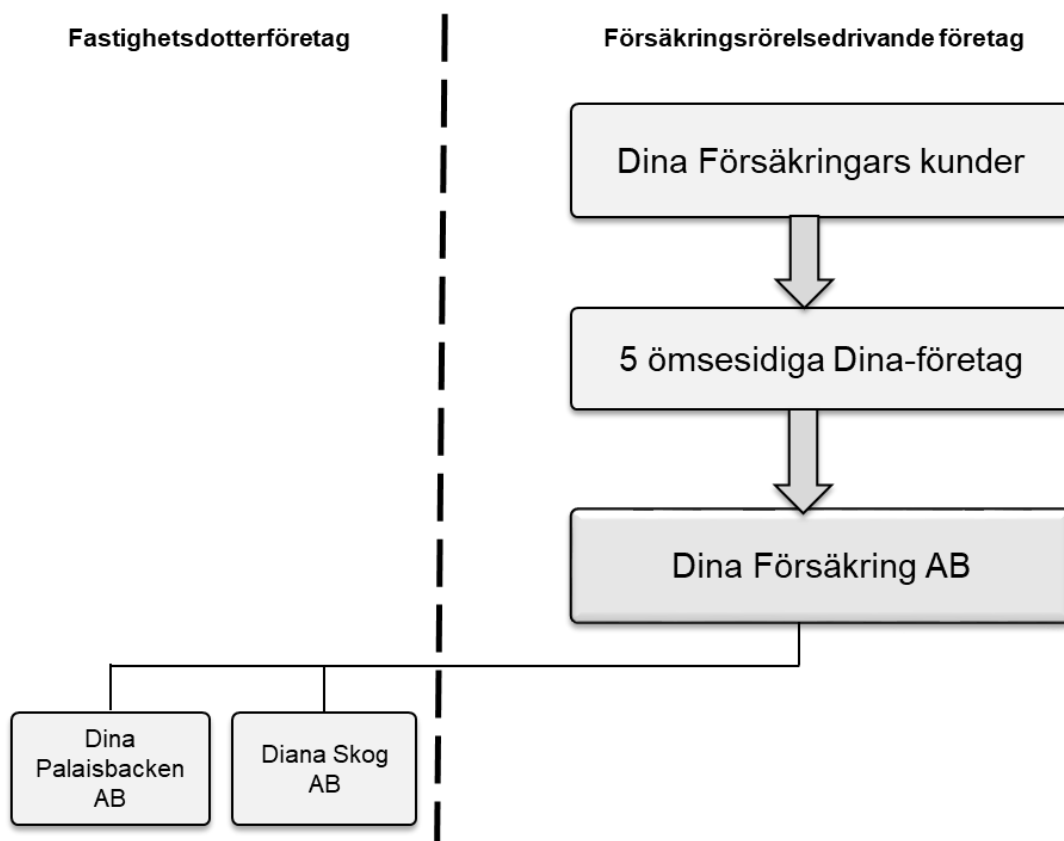 Fastighetsdotterföretag
Försäkringsrörelsedrivande företag
Dina Försäkringars kunder
5 ömsesidiga Dina-företag
Dina Försäkring AB
Dina
Palaisbacken
AB
Diana Skog
AB